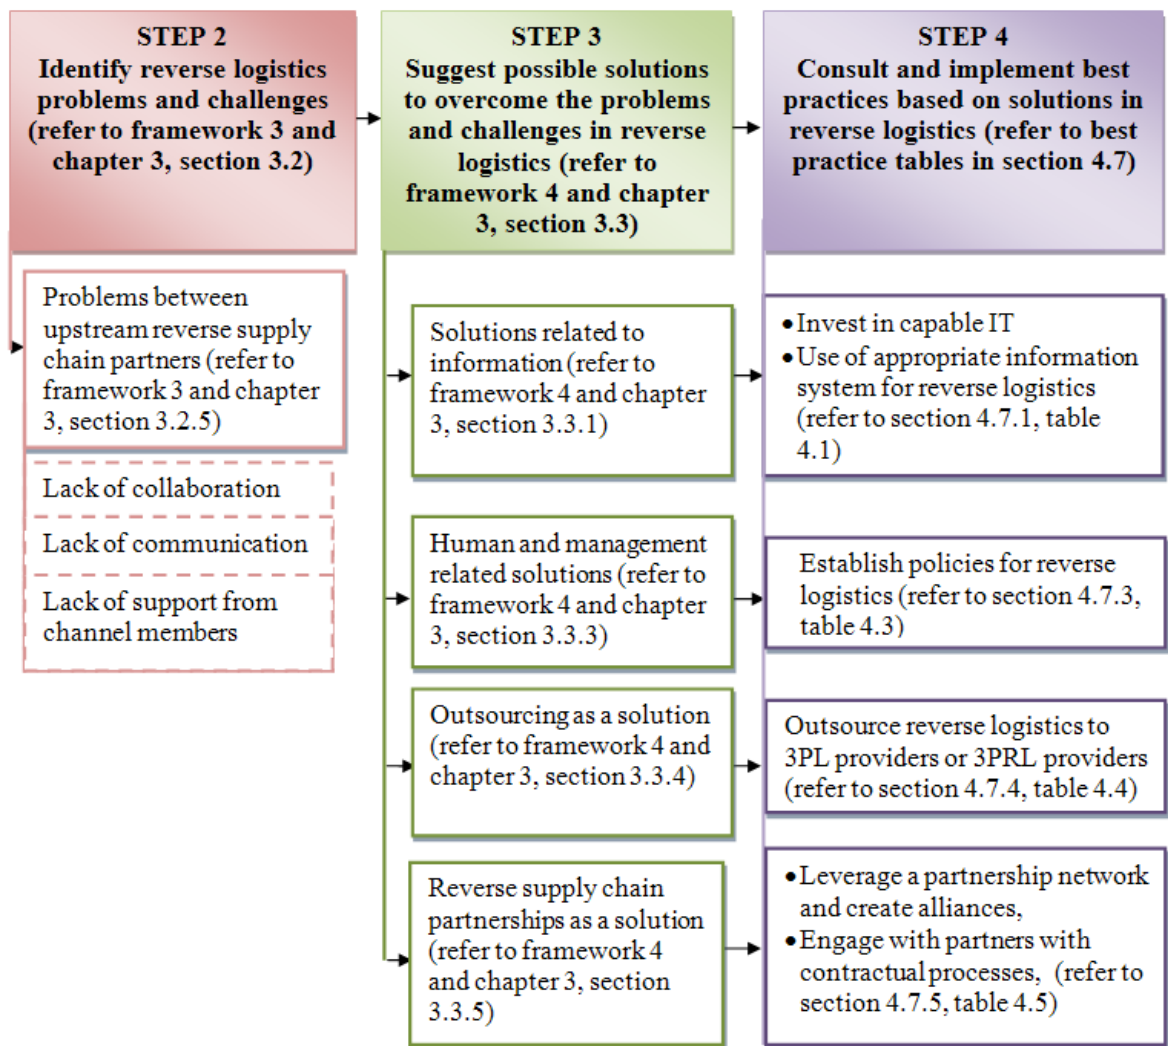 STEP 2
Identify reverse logistics
problems and challenges
(refer to framework 3 and
chapter 3, section 3.2)
STEP 3
Suggest possible solutions
to overcome the problems
and challenges in reverse
logistics (refer to
framework 4 and chapter
3, section 3.3)
STEP 4
Consult and implement best
practices based on solutions in
reverse logistics (refer to best
practice tables in section 4.7)
Problems between
upstream reverse supply
chain partners (refer to
framework 3 and chapter
3, section 3.2.5)
Lack of collaboration
Lack of communication
Lack of support from
channel members
Solutions related to
information (refer to
framework 4 and chapter
3, section 3.3.1)
• Invest in capable IT
• Use of appropriate information
system for reverse logistics
(refer to section 4.7.1, table
4.1)
Human and management
related solutions (refer to
framework 4 and chapter
3, section 3.3.3)
Establish policies for reverse
logistics (refer to section 4.7.3,
table 4.3)
Outsourcing as a solution
(refer to framework 4 and
chapter 3, section 3.3.4)
Outsource reverse logistics to
3PL providers or 3PRL providers
(refer to section 4.7.4, table 4.4)
Reverse supply chain
partnerships as a solution
(refer to framework 4
and chapter 3, section
3.3.5)
• Leverage a partnership network
and create alliances,
• Engage with partners with
contractual processes, (refer to
section 4.7.5, table 4.5)